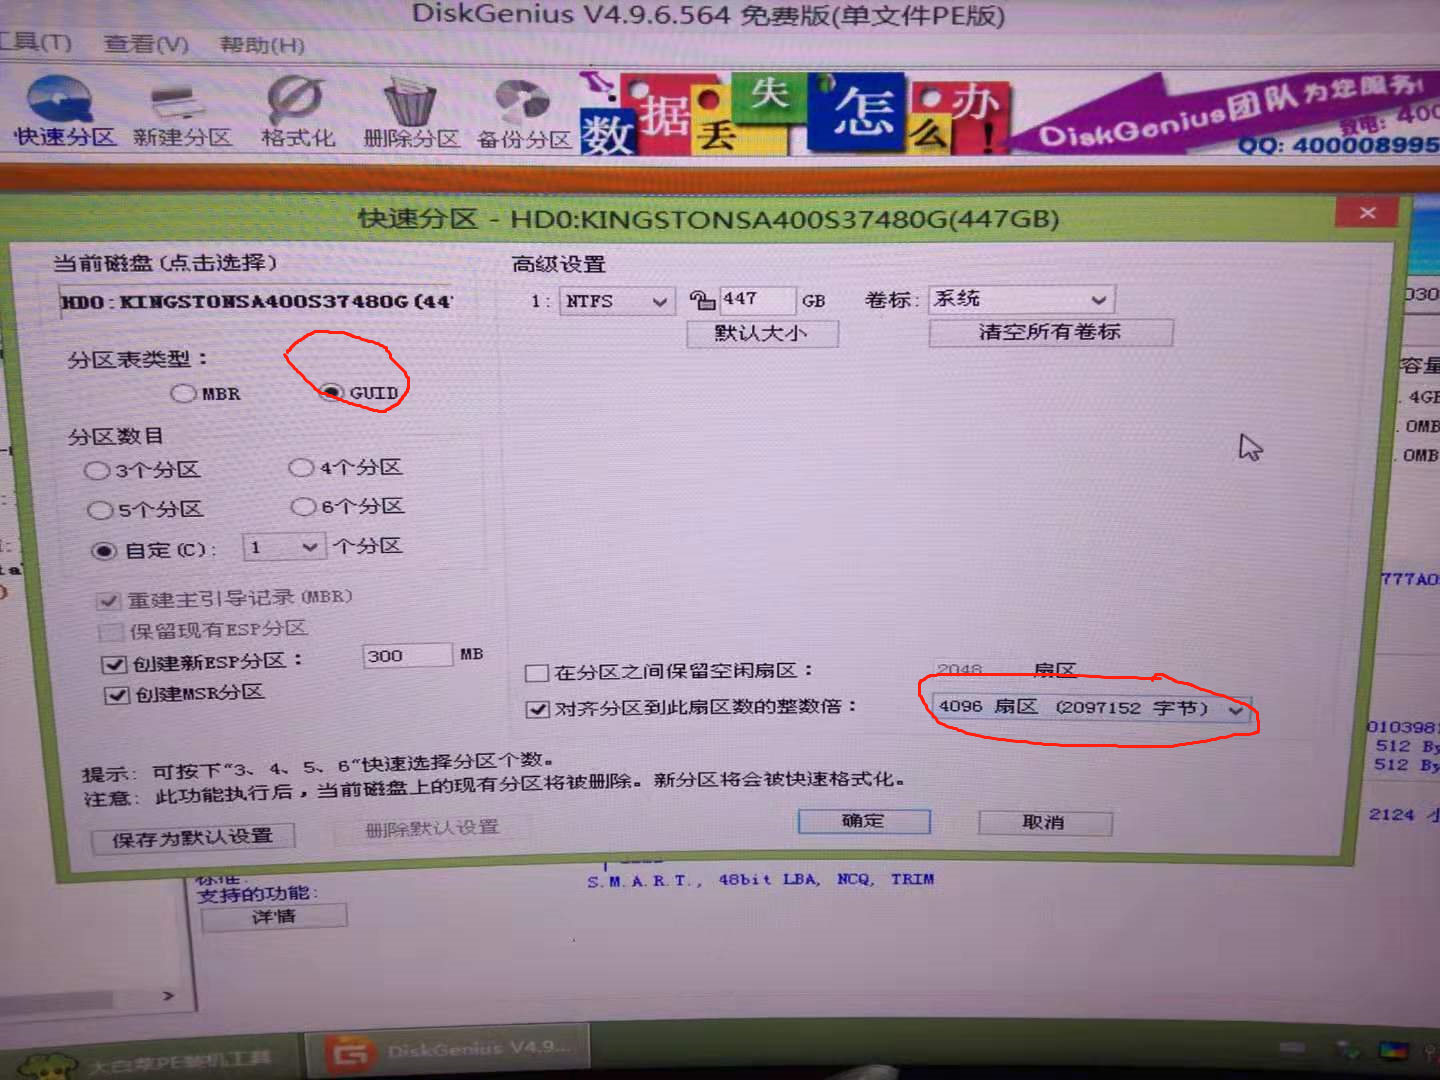 DiskGenius V4.9.6.564 免费版(单文件PE版)
工具(T) 查看(V) 帮助(H)
快速分区 新建分区 格式化 删除分区 备份分区
数据丢失怎么办!
DiskGenius团队为您服务!
致电: 400
QQ: 400008995
快速分区 - HD0:KINGSTONSA400S37480G(447GB)
当前磁盘(点击选择)
HD0:KINGSTONSA400S37480G(44
高级设置
1: NTFS 447 GB 卷标: 系统
默认大小 清空所有卷标
分区表类型:
MBR GUID
分区数目
3个分区 4个分区
5个分区 6个分区
自定(C): 1 个分区
重建主引导记录(MBR)
保留现有ESP分区
创建新ESP分区: 300 MB
创建MSR分区
在分区之间保留空闲扇区: 2048 扇区
对齐分区到此扇区数的整数倍: 4096 扇区 (2097152 字节)
提示: 可按下"3、4、5、6"快速选择分区个数。
注意: 此功能执行后,当前磁盘上的现有分区将被删除。新分区将会被快速格式化。
保存为默认设置 删除默认设置 确定 取消
030
容量
.4GB
.0MB
.0MB
777A0
0103981
512 By
512 By
2124 小
支持的功能:
S.M.A.R.T., 48bit LBA, NCQ, TRIM
详情
大白菜PE装机工具
DiskGenius V4.9...